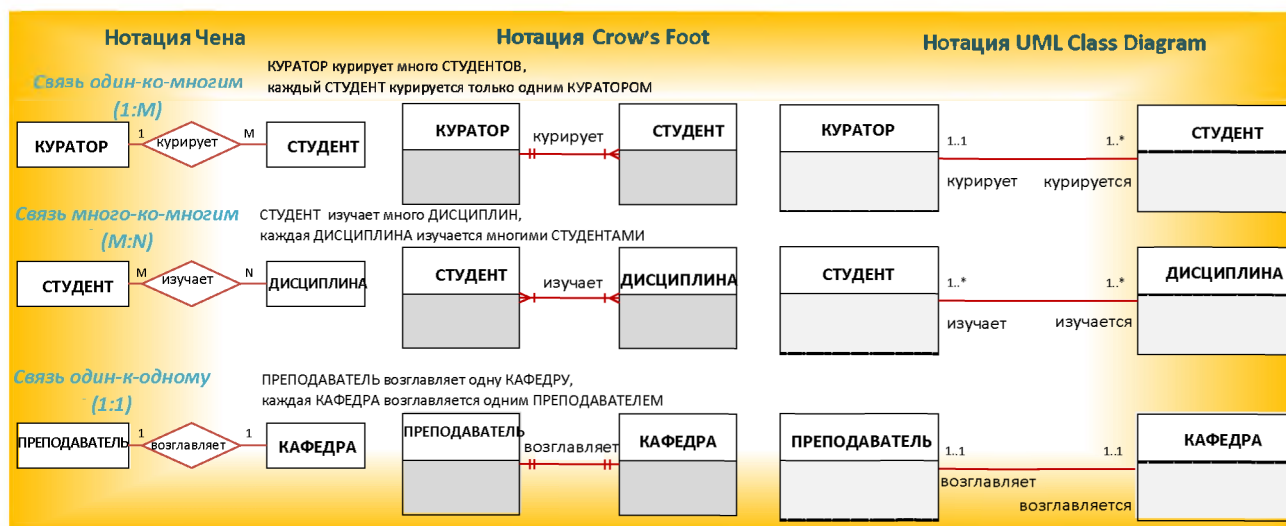 Нотация Чена
Нотация Crow's Foot
Нотация UML Class Diagram
Связь один-ко-многим
(1:M)
КУРАТОР курирует много СТУДЕНТОВ,
каждый СТУДЕНТ курируется только одним КУРАТОРОМ
КУРАТОР
1
курирует
M
СТУДЕНТ
КУРАТОР
курирует
СТУДЕНТ
КУРАТОР
1..1
1..*
курирует
курируется
СТУДЕНТ
Связь много-ко-многим
(M:N)
СТУДЕНТ изучает много ДИСЦИПЛИН,
каждая ДИСЦИПЛИНА изучается многими СТУДЕНТАМИ
СТУДЕНТ
M
изучает
N
ДИСЦИПЛИНА
СТУДЕНТ
изучает
ДИСЦИПЛИНА
СТУДЕНТ
1..*
1..*
изучает
изучается
ДИСЦИПЛИНА
Связь один-к-одному
(1:1)
ПРЕПОДАВАТЕЛЬ возглавляет одну КАФЕДРУ,
каждая КАФЕДРА возглавляется одним ПРЕПОДАВАТЕЛЕМ
ПРЕПОДАВАТЕЛЬ
1
возглавляет
1
КАФЕДРА
ПРЕПОДАВАТЕЛЬ
возглавляет
КАФЕДРА
ПРЕПОДАВАТЕЛЬ
1..1
1..1
возглавляет
возглавляется
КАФЕДРА